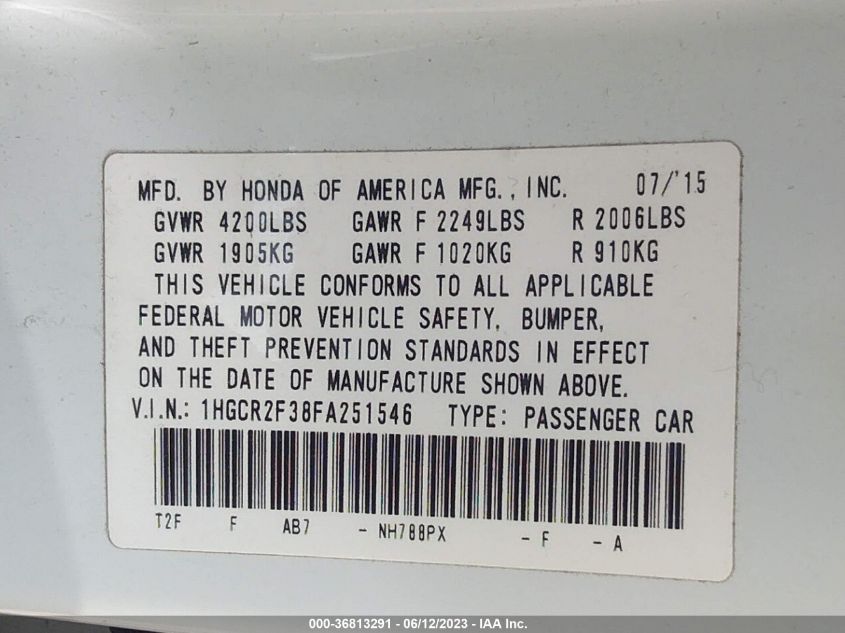 MFD. BY HONDA OF AMERICA MFG., INC. 07/'15
GVWR 4200LBS GAWR F 2249LBS R 2006LBS
GVWR 1905KG GAWR F 1020KG R 910KG
THIS VEHICLE CONFORMS TO ALL APPLICABLE
FEDERAL MOTOR VEHICLE SAFETY, BUMPER,
AND THEFT PREVENTION STANDARDS IN EFFECT
ON THE DATE OF MANUFACTURE SHOWN ABOVE.
V.I.N.: 1HGCR2F38FA251546 TYPE: PASSENGER CAR
T2F F AB7 - NH788PX - F - A
000-36813291 - 06/12/2023 - IAA Inc.